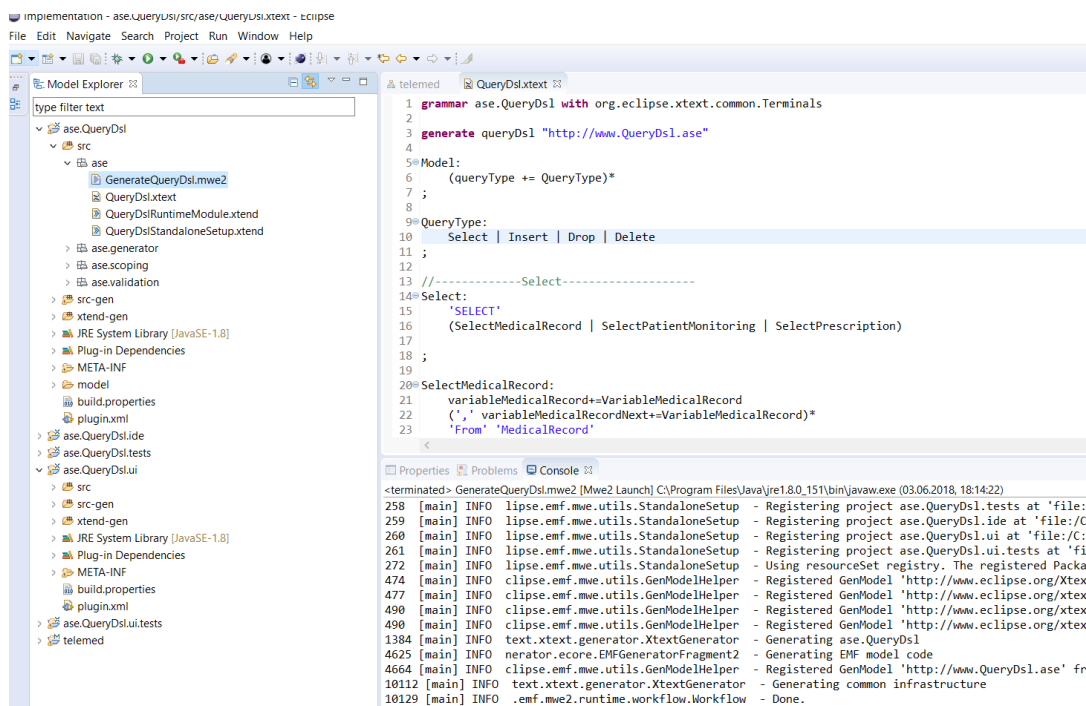 Implementation - ase.QueryDsl/src/ase/QueryDsl.xtext - Eclipse
File Edit Navigate Search Project Run Window Help
Model Explorer
type filter text
ase.QueryDsl
src
ase
GenerateQueryDsl.mwe2
QueryDsl.xtext
QueryDslRuntimeModule.xtend
QueryDslStandaloneSetup.xtend
ase.generator
ase.scoping
ase.validation
src-gen
xtend-gen
JRE System Library [JavaSE-1.8]
Plug-in Dependencies
META-INF
model
build.properties
plugin.xml
ase.QueryDsl.ide
ase.QueryDsl.tests
ase.QueryDsl.ui
src
src-gen
xtend-gen
JRE System Library [JavaSE-1.8]
Plug-in Dependencies
META-INF
build.properties
plugin.xml
ase.QueryDsl.ui.tests
telemed
telemed QueryDsl.xtext
1 grammar ase.QueryDsl with org.eclipse.xtext.common.Terminals
2
3 generate queryDsl "http://www.QueryDsl.ase"
4
5 Model:
6 (queryType += QueryType)*
7 ;
8
9 QueryType:
10 Select | Insert | Drop | Delete
11 ;
12
13 //-------------Select--------------------
14 Select:
15 'SELECT'
16 (SelectMedicalRecord | SelectPatientMonitoring | SelectPrescription)
17
18 ;
19
20 SelectMedicalRecord:
21 variableMedicalRecord+=VariableMedicalRecord
22 (',' variableMedicalRecordNext+=VariableMedicalRecord)*
23 'From' 'MedicalRecord'
Properties Problems Console
<terminated> GenerateQueryDsl.mwe2 [Mwe2 Launch] C:\Program Files\Java\jre1.8.0_151\bin\javaw.exe (03.06.2018, 18:14:22)
258 [main] INFO lipse.emf.mwe.utils.StandaloneSetup - Registering project ase.QueryDsl.tests at 'file:
259 [main] INFO lipse.emf.mwe.utils.StandaloneSetup - Registering project ase.QueryDsl.ide at 'file:/C
260 [main] INFO lipse.emf.mwe.utils.StandaloneSetup - Registering project ase.QueryDsl.ui at 'file:/C:
261 [main] INFO lipse.emf.mwe.utils.StandaloneSetup - Registering project ase.QueryDsl.ui.tests at 'fi
272 [main] INFO lipse.emf.mwe.utils.StandaloneSetup - Using resourceSet registry. The registered Packa
474 [main] INFO clipse.emf.mwe.utils.GenModelHelper - Registered GenModel 'http://www.eclipse.org/Xtex
477 [main] INFO clipse.emf.mwe.utils.GenModelHelper - Registered GenModel 'http://www.eclipse.org/xtex
490 [main] INFO clipse.emf.mwe.utils.GenModelHelper - Registered GenModel 'http://www.eclipse.org/xtex
490 [main] INFO clipse.emf.mwe.utils.GenModelHelper - Registered GenModel 'http://www.eclipse.org/xtex
1384 [main] INFO text.xtext.generator.XtextGenerator - Generating ase.QueryDsl
4625 [main] INFO nerator.ecore.EMFGeneratorFragment2 - Generating EMF model code
4664 [main] INFO clipse.emf.mwe.utils.GenModelHelper - Registered GenModel 'http://www.QueryDsl.ase' fr
10112 [main] INFO text.xtext.generator.XtextGenerator - Generating common infrastructure
10129 [main] INFO .emf.mwe2.runtime.workflow.Workflow - Done.